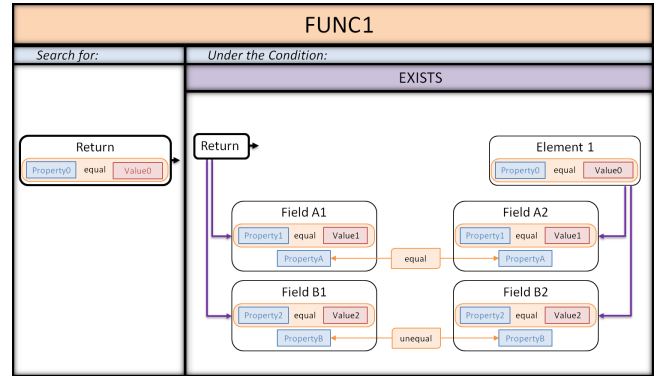 FUNC1
Search for:
Under the Condition:
EXISTS
Return
Property0 equal Value0
Return
Element 1
Property0 equal Value0
Field A1
Property1 equal Value1
PropertyA
equal
Field A2
Property1 equal Value1
PropertyA
Field B1
Property2 equal Value2
PropertyB
unequal
Field B2
Property2 equal Value2
PropertyB